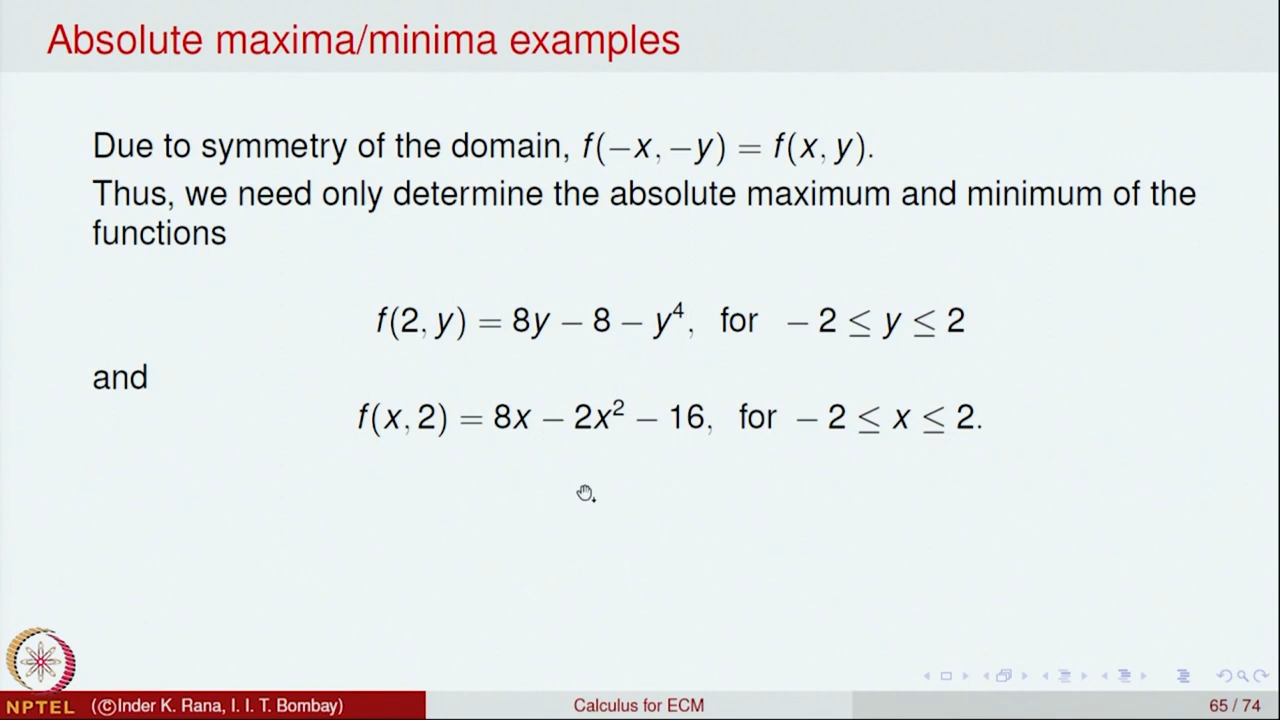 Absolute maxima/minima examples
Due to symmetry of the domain, f(−x, −y) = f(x, y).
Thus, we need only determine the absolute maximum and minimum of the
functions
f(2, y) = 8y − 8 − y⁴, for − 2 ≤ y ≤ 2
and
f(x, 2) = 8x − 2x² − 16, for − 2 ≤ x ≤ 2.
NPTEL
(©Inder K. Rana, I. I. T. Bombay)
Calculus for ECM
65 / 74